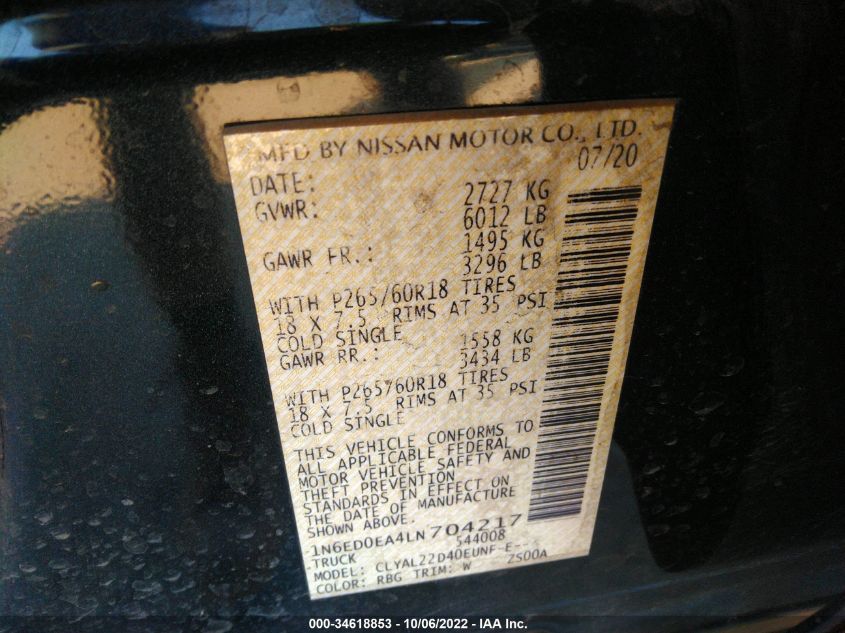 MFD BY NISSAN MOTOR CO., LTD.
DATE: 07/20
GVWR: 2727 KG
6012 LB
GAWR FR.: 1495 KG
3296 LB
WITH P265/60R18 TIRES
18 X 7.5 RIMS AT 35 PSI
COLD SINGLE
GAWR RR.: 1558 KG
3434 LB
WITH P265/60R18 TIRES
18 X 7.5 RIMS AT 35 PSI
COLD SINGLE
THIS VEHICLE CONFORMS TO
ALL APPLICABLE FEDERAL
MOTOR VEHICLE SAFETY AND
THEFT PREVENTION
STANDARDS IN EFFECT ON
THE DATE OF MANUFACTURE
SHOWN ABOVE.
1N6ED0EA4LN704217
TRUCK 544008
MODEL: CLYAL22D40EUNF-E---
COLOR: RBG TRIM: W ZS00A
000-34618853 - 10/06/2022 - IAA Inc.